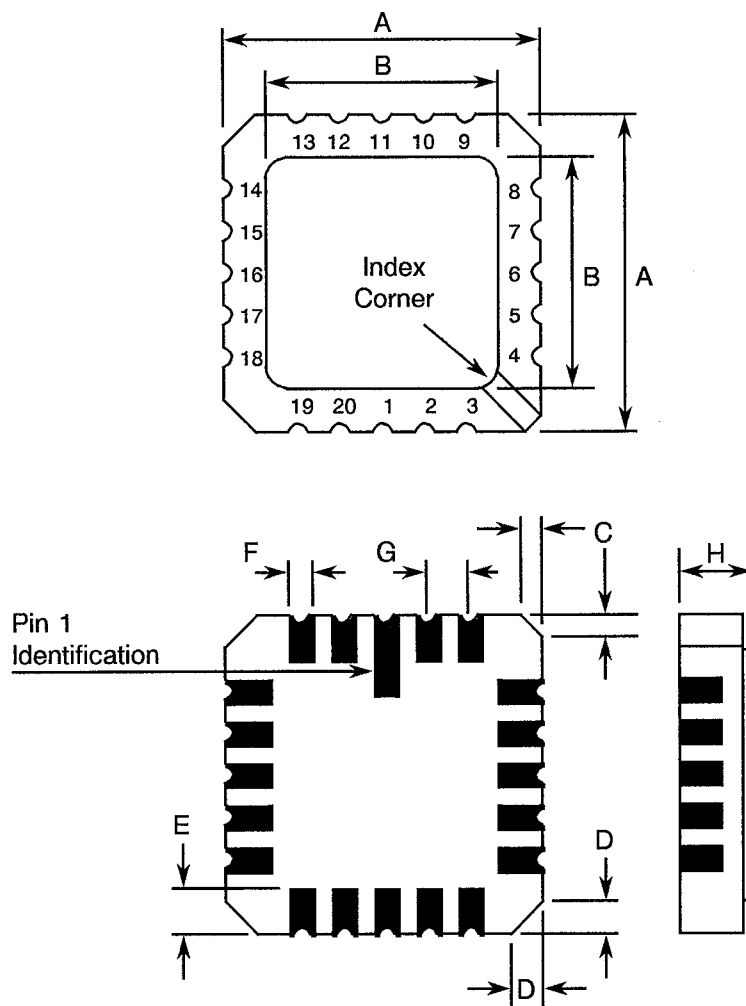 A
B
13 12 11 10 9
14 8
15 7
16 6
17 5
18 4
Index
Corner
B
A
19 20 1 2 3
C
H
F
G
Pin 1
Identification
E
D
D